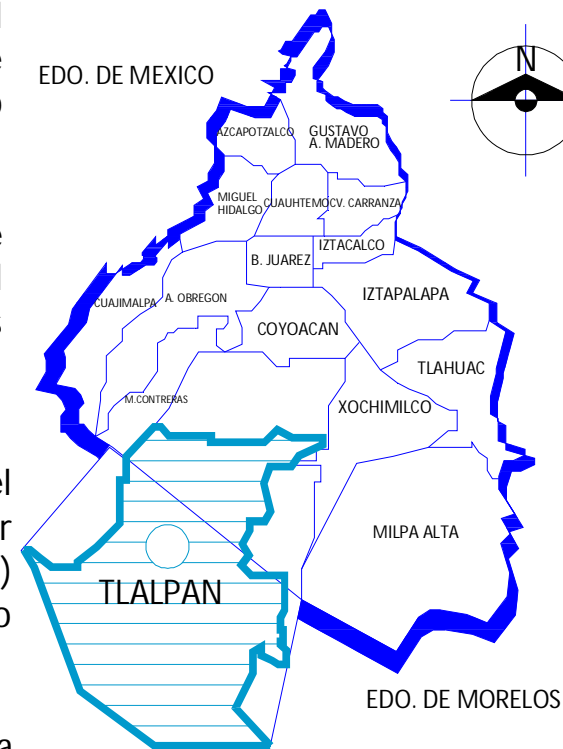 EDO. DE MEXICO
N
AZCAPOTZALCO
GUSTAVO
A. MADERO
MIGUEL
HIDALGO
CUAUHTEMOC
V. CARRANZA
IZTACALCO
B. JUAREZ
CUAJIMALPA
A. OBREGON
IZTAPALAPA
COYOACAN
TLAHUAC
M.CONTRERAS
XOCHIMILCO
el
r
)
MILPA ALTA
TLALPAN
o
EDO. DE MORELOS
a